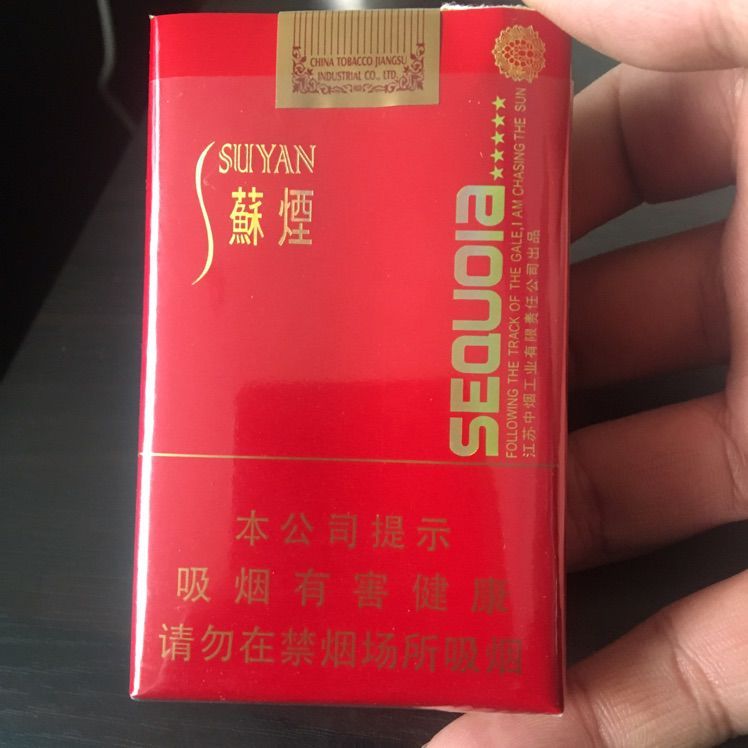 CHINA TOBACCO JIANGSU
INDUSTRIAL CO., LTD.
SUYAN
蘇煙
SEQUOIA
★★★★★
FOLLOWING THE TRACK OF THE GALE,I AM CHASING THE SUN
江苏中烟工业有限责任公司出品
本公司提示
吸烟有害健康
请勿在禁烟场所吸烟